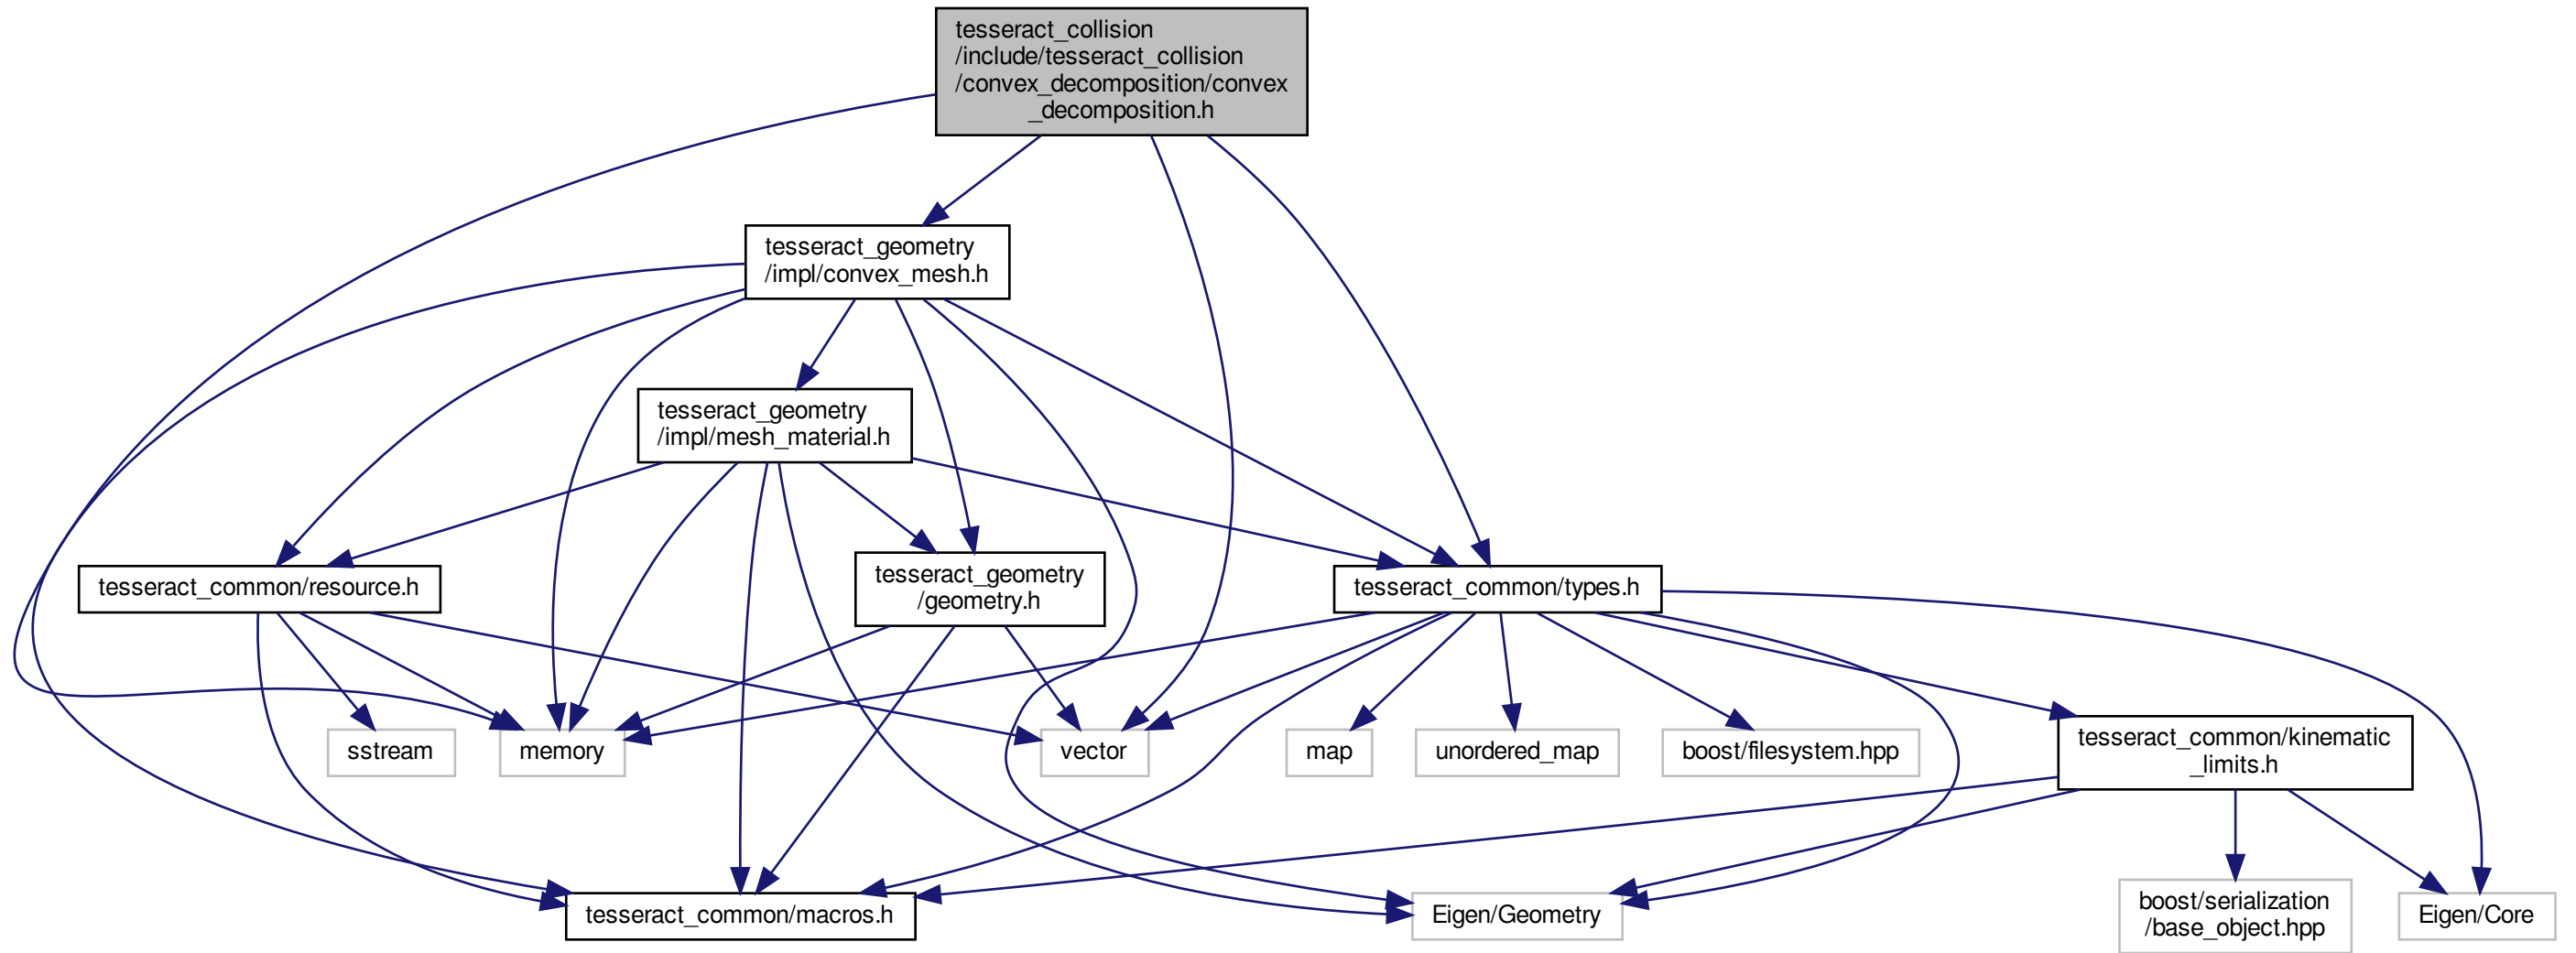 tesseract_collision
/include/tesseract_collision
/convex_decomposition/convex
_decomposition.h
tesseract_geometry
/impl/convex_mesh.h
tesseract_geometry
/impl/mesh_material.h
tesseract_common/resource.h
tesseract_geometry
/geometry.h
tesseract_common/types.h
sstream
memory
vector
map
unordered_map
boost/filesystem.hpp
tesseract_common/kinematic
_limits.h
tesseract_common/macros.h
Eigen/Geometry
boost/serialization
/base_object.hpp
Eigen/Core